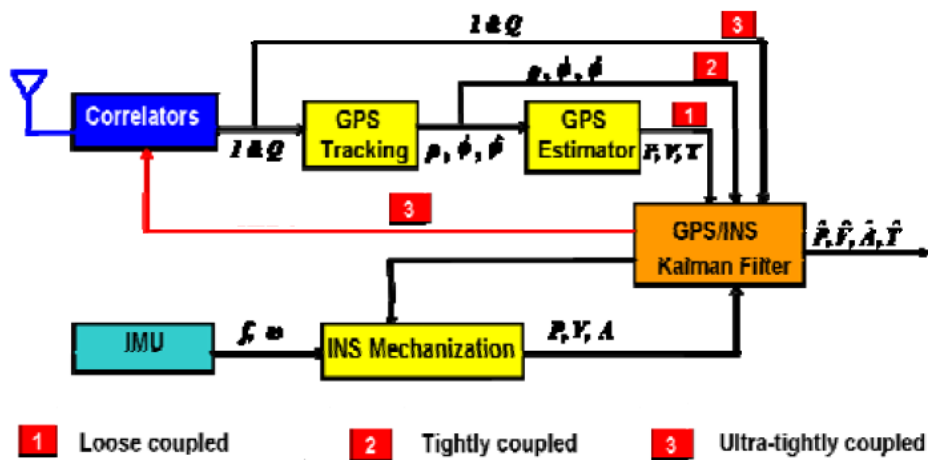 3
I & Q
2
ρ, ϕ, ϕ̇
1
Correlators
GPS
Tracking
GPS
Estimator
I & Q
ρ, ϕ, ϕ̇
P, V, T
3
GPS/INS
Kalman Filter
P̂, V̂, Â, T̂
IMU
f, ω
INS Mechanization
P, V, A
1 Loose coupled
2 Tightly coupled
3 Ultra-tightly coupled